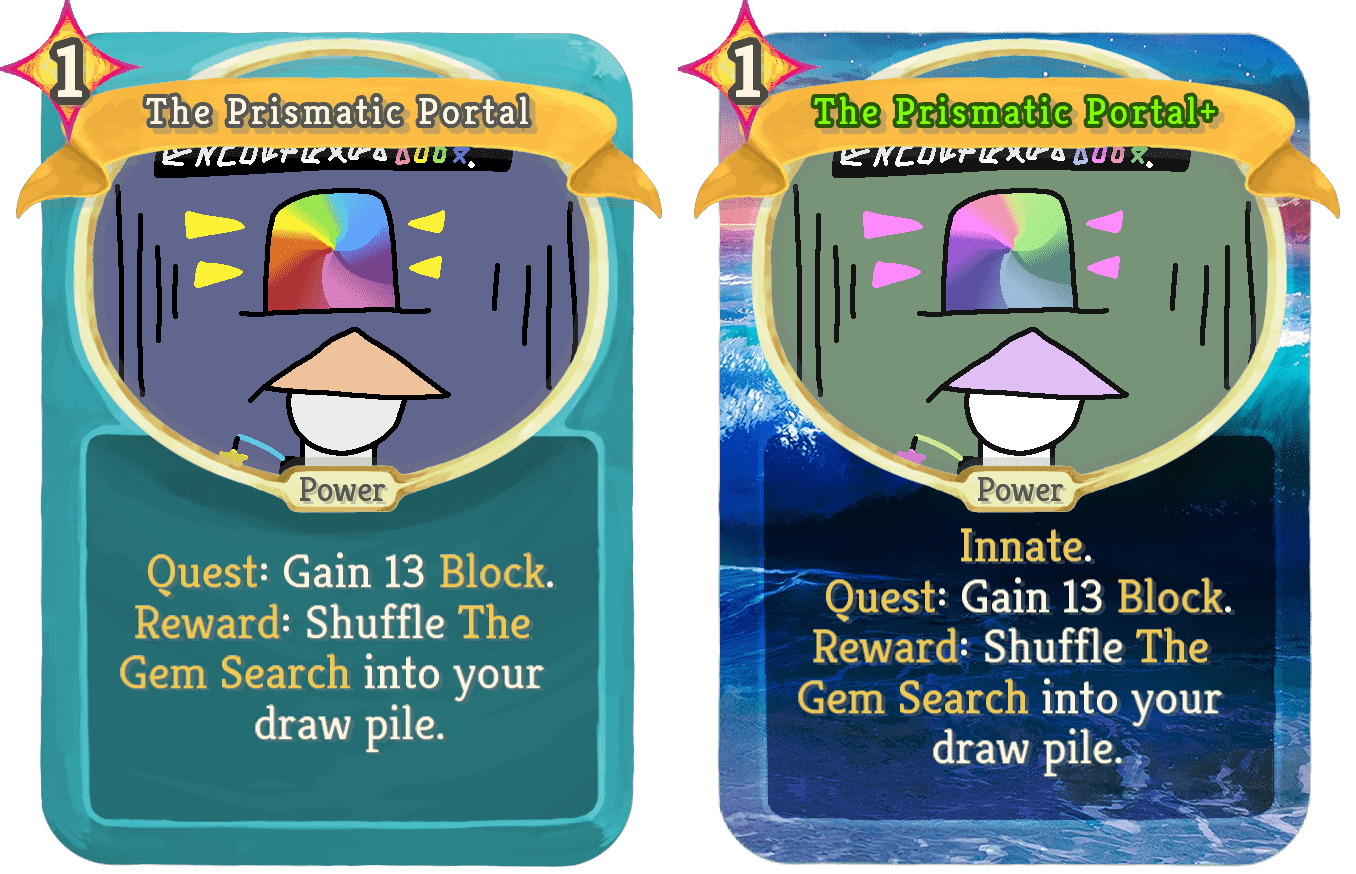 1
The Prismatic Portal
Power
Quest: Gain 13 Block.
Reward: Shuffle The
Gem Search into your
draw pile.
1
The Prismatic Portal+
Power
Innate.
Quest: Gain 13 Block.
Reward: Shuffle The
Gem Search into your
draw pile.